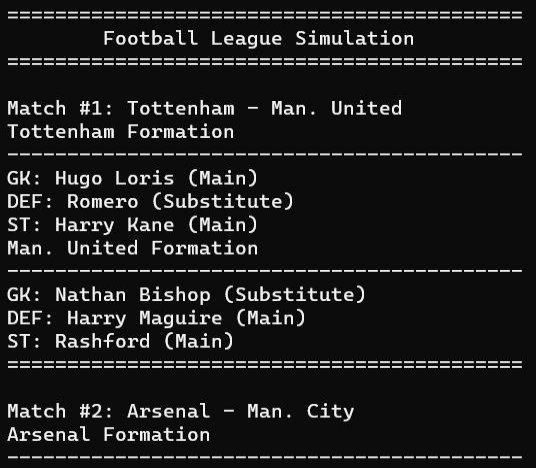 ===========================================
        Football League Simulation
===========================================

Match #1: Tottenham - Man. United
Tottenham Formation
-------------------------------------------
GK: Hugo Loris (Main)
DEF: Romero (Substitute)
ST: Harry Kane (Main)
Man. United Formation
-------------------------------------------
GK: Nathan Bishop (Substitute)
DEF: Harry Maguire (Main)
ST: Rashford (Main)
===========================================

Match #2: Arsenal - Man. City
Arsenal Formation
-------------------------------------------